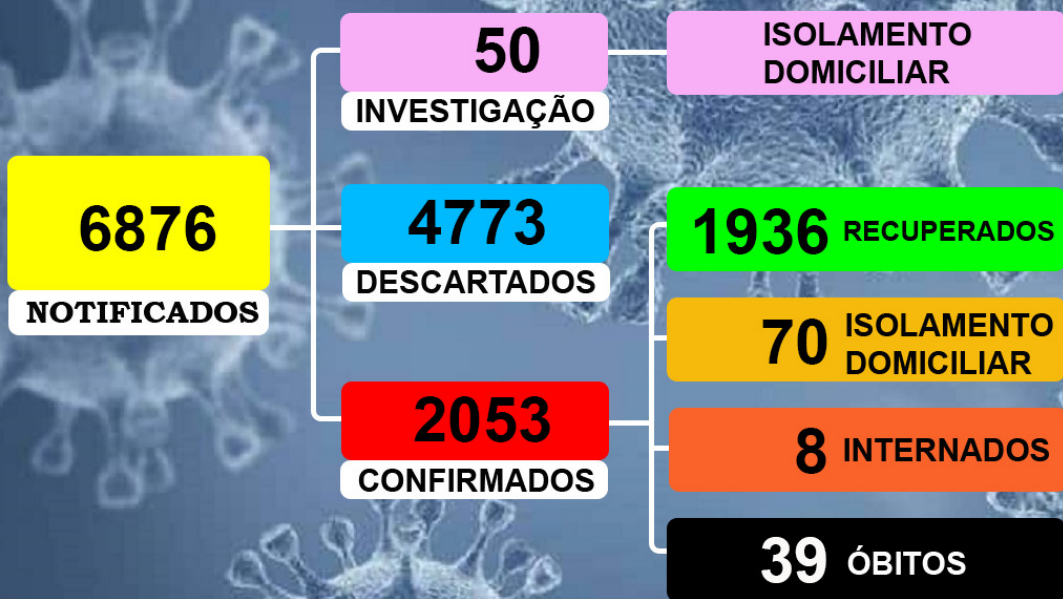 6876
NOTIFICADOS
50
INVESTIGAÇÃO
ISOLAMENTO
DOMICILIAR
4773
DESCARTADOS
2053
CONFIRMADOS
1936 RECUPERADOS
70 ISOLAMENTO
DOMICILIAR
8 INTERNADOS
39 ÓBITOS